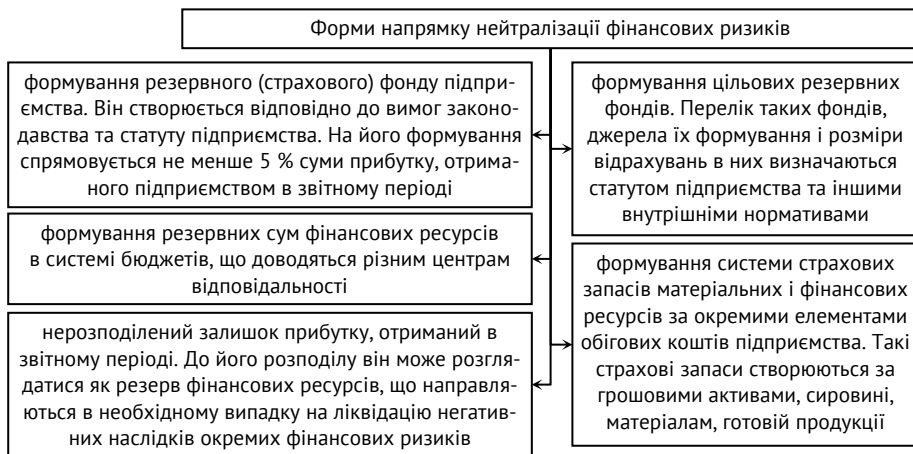 Форми напрямку нейтралізації фінансових ризиків
формування резервного (страхового) фонду підпри-
ємства. Він створюється відповідно до вимог законо-
давства та статуту підприємства. На його формування
спрямовується не менше 5 % суми прибутку, отрима-
ного підприємством в звітному періоді
формування резервних сум фінансових ресурсів
в системі бюджетів, що доводяться різним центрам
відповідальності
нерозподілений залишок прибутку, отриманий в
звітному періоді. До його розподілу він може розгля-
датися як резерв фінансових ресурсів, що направля-
ються в необхідному випадку на ліквідацію негатив-
них наслідків окремих фінансових ризиків
формування цільових резервних
фондів. Перелік таких фондів,
джерела їх формування і розміри
відрахувань в них визначаються
статутом підприємства та іншими
внутрішніми нормативами
формування системи страхових
запасів матеріальних і фінансових
ресурсів за окремими елементами
обігових коштів підприємства. Такі
страхові запаси створюються за
грошовими активами, сировині,
матеріалам, готовій продукції